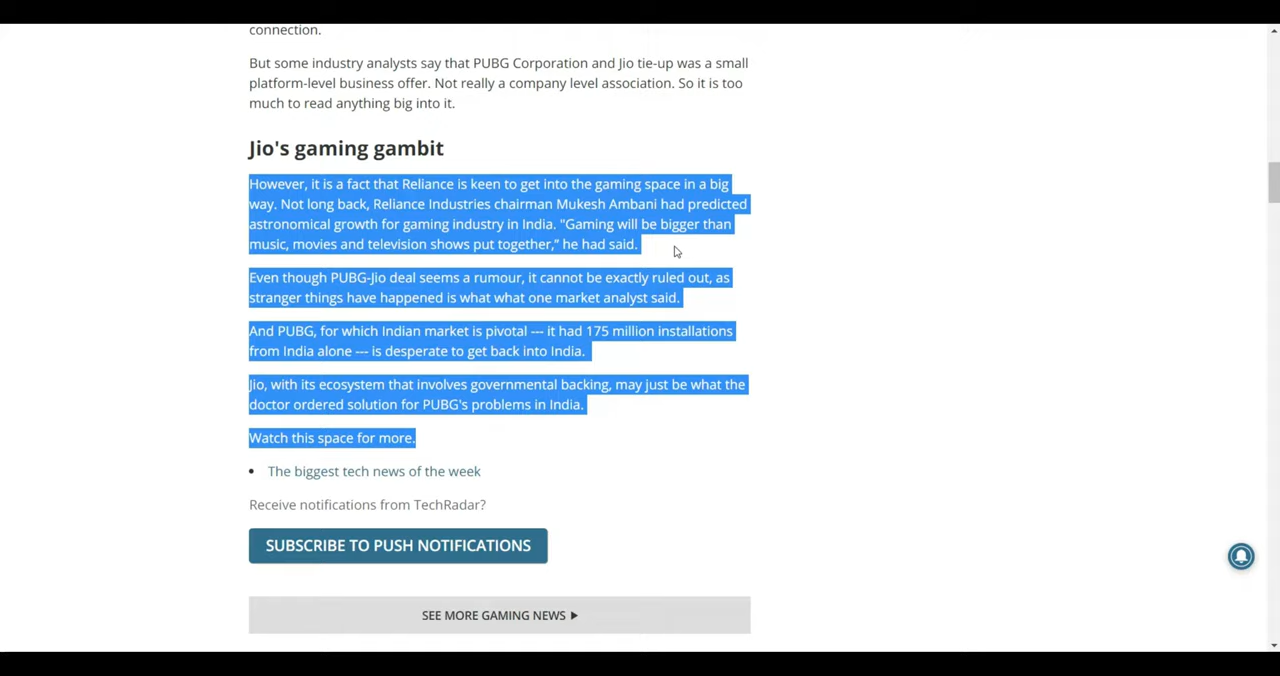 connection.
But some industry analysts say that PUBG Corporation and Jio tie-up was a small
platform-level business offer. Not really a company level association. So it is too
much to read anything big into it.
Jio's gaming gambit
However, it is a fact that Reliance is keen to get into the gaming space in a big
way. Not long back, Reliance Industries chairman Mukesh Ambani had predicted
astronomical growth for gaming industry in India. "Gaming will be bigger than
music, movies and television shows put together," he had said.
Even though PUBG-Jio deal seems a rumour, it cannot be exactly ruled out, as
stranger things have happened is what what one market analyst said.
And PUBG, for which Indian market is pivotal --- it had 175 million installations
from India alone --- is desperate to get back into India.
Jio, with its ecosystem that involves governmental backing, may just be what the
doctor ordered solution for PUBG's problems in India.
Watch this space for more.
• The biggest tech news of the week
Receive notifications from TechRadar?
SUBSCRIBE TO PUSH NOTIFICATIONS
SEE MORE GAMING NEWS ►